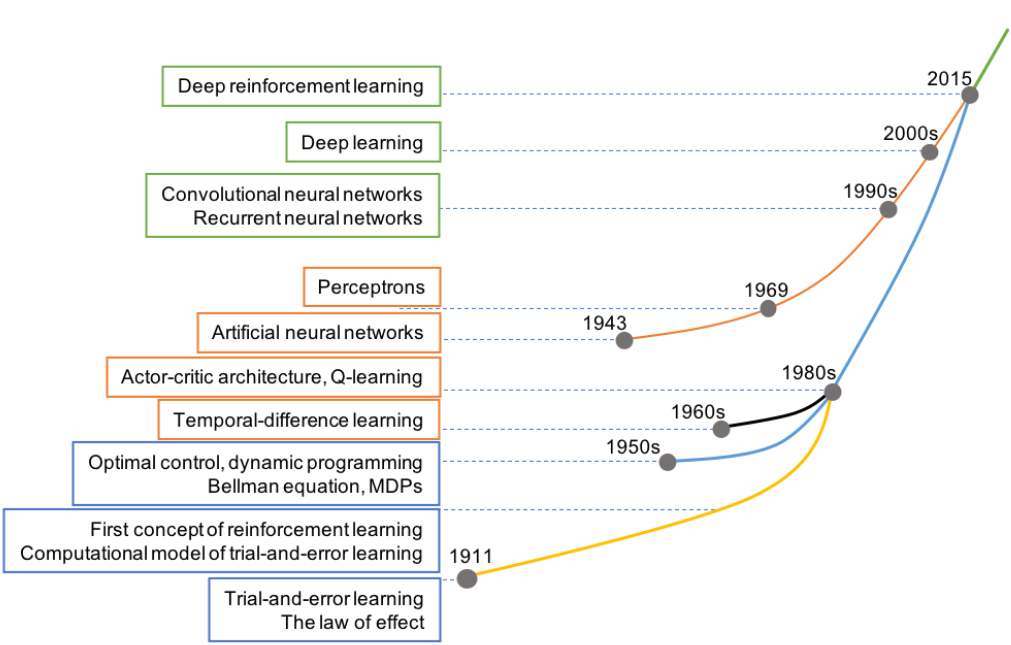 Deep reinforcement learning
2015
Deep learning
2000s
Convolutional neural networks
Recurrent neural networks
1990s
Perceptrons
1969
Artificial neural networks
1943
Actor-critic architecture, Q-learning
1980s
Temporal-difference learning
1960s
Optimal control, dynamic programming
Bellman equation, MDPs
1950s
First concept of reinforcement learning
Computational model of trial-and-error learning
1911
Trial-and-error learning
The law of effect